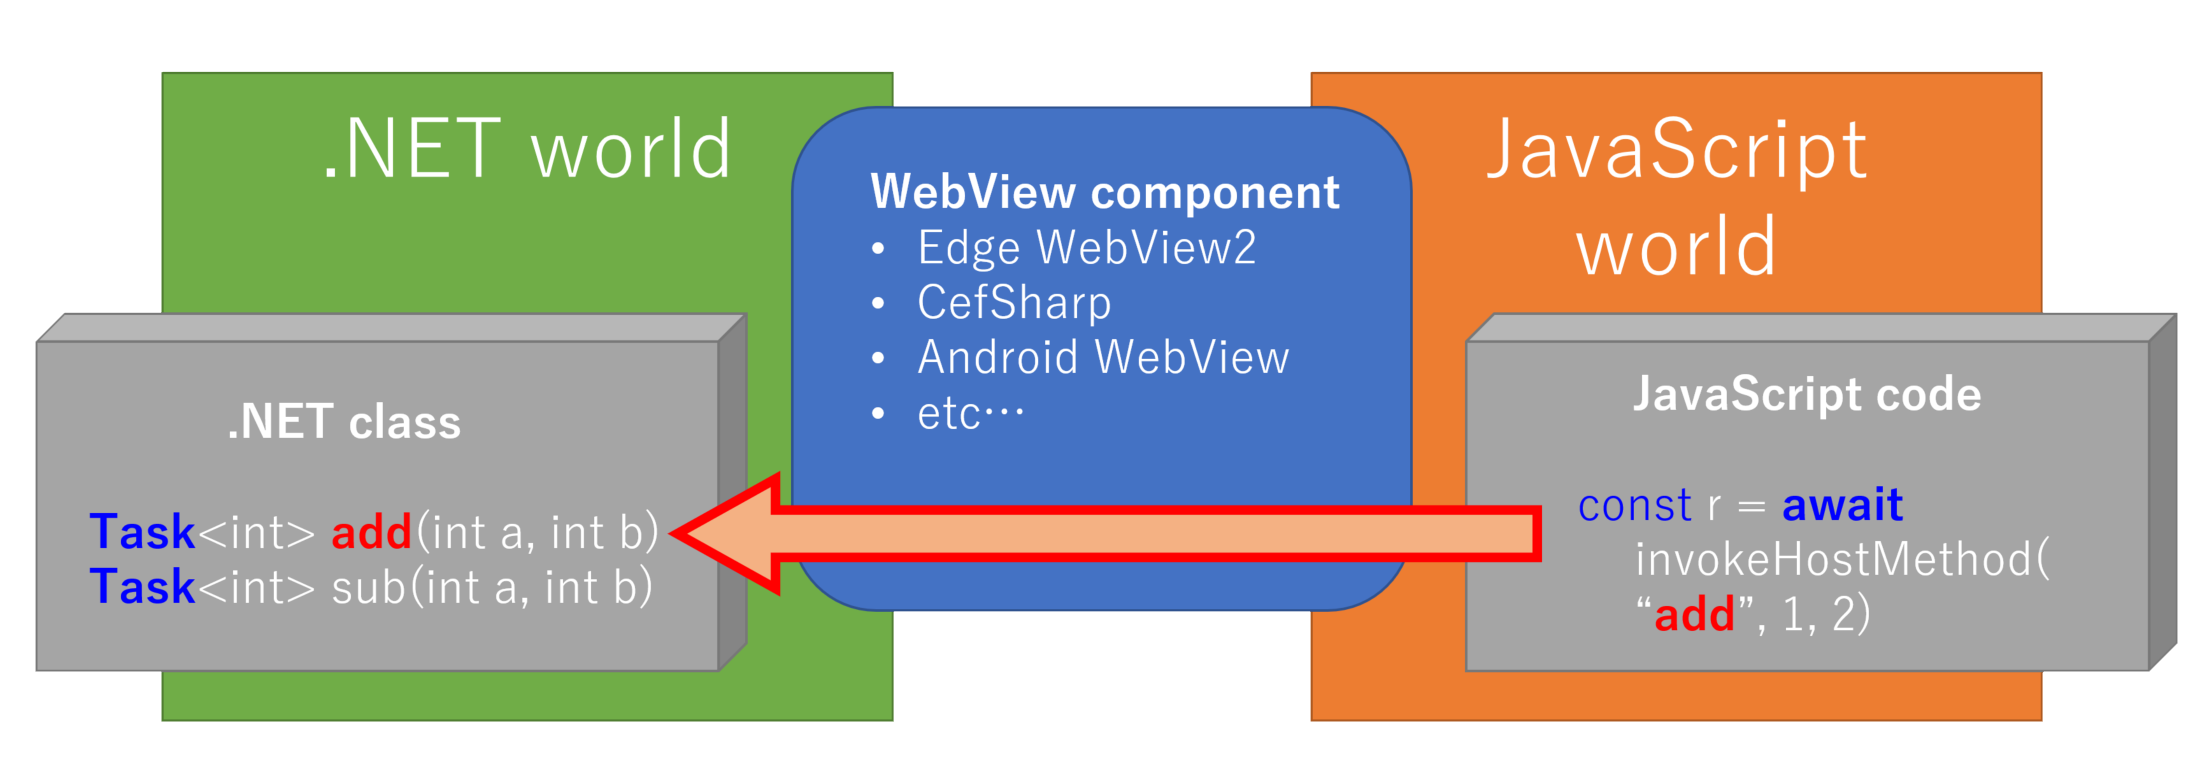 .NET world
.NET class
Task<int> add(int a, int b)
Task<int> sub(int a, int b)
WebView component
• Edge WebView2
• CefSharp
• Android WebView
• etc…
JavaScript
world
JavaScript code
const r = await
invokeHostMethod(
“add”, 1, 2)